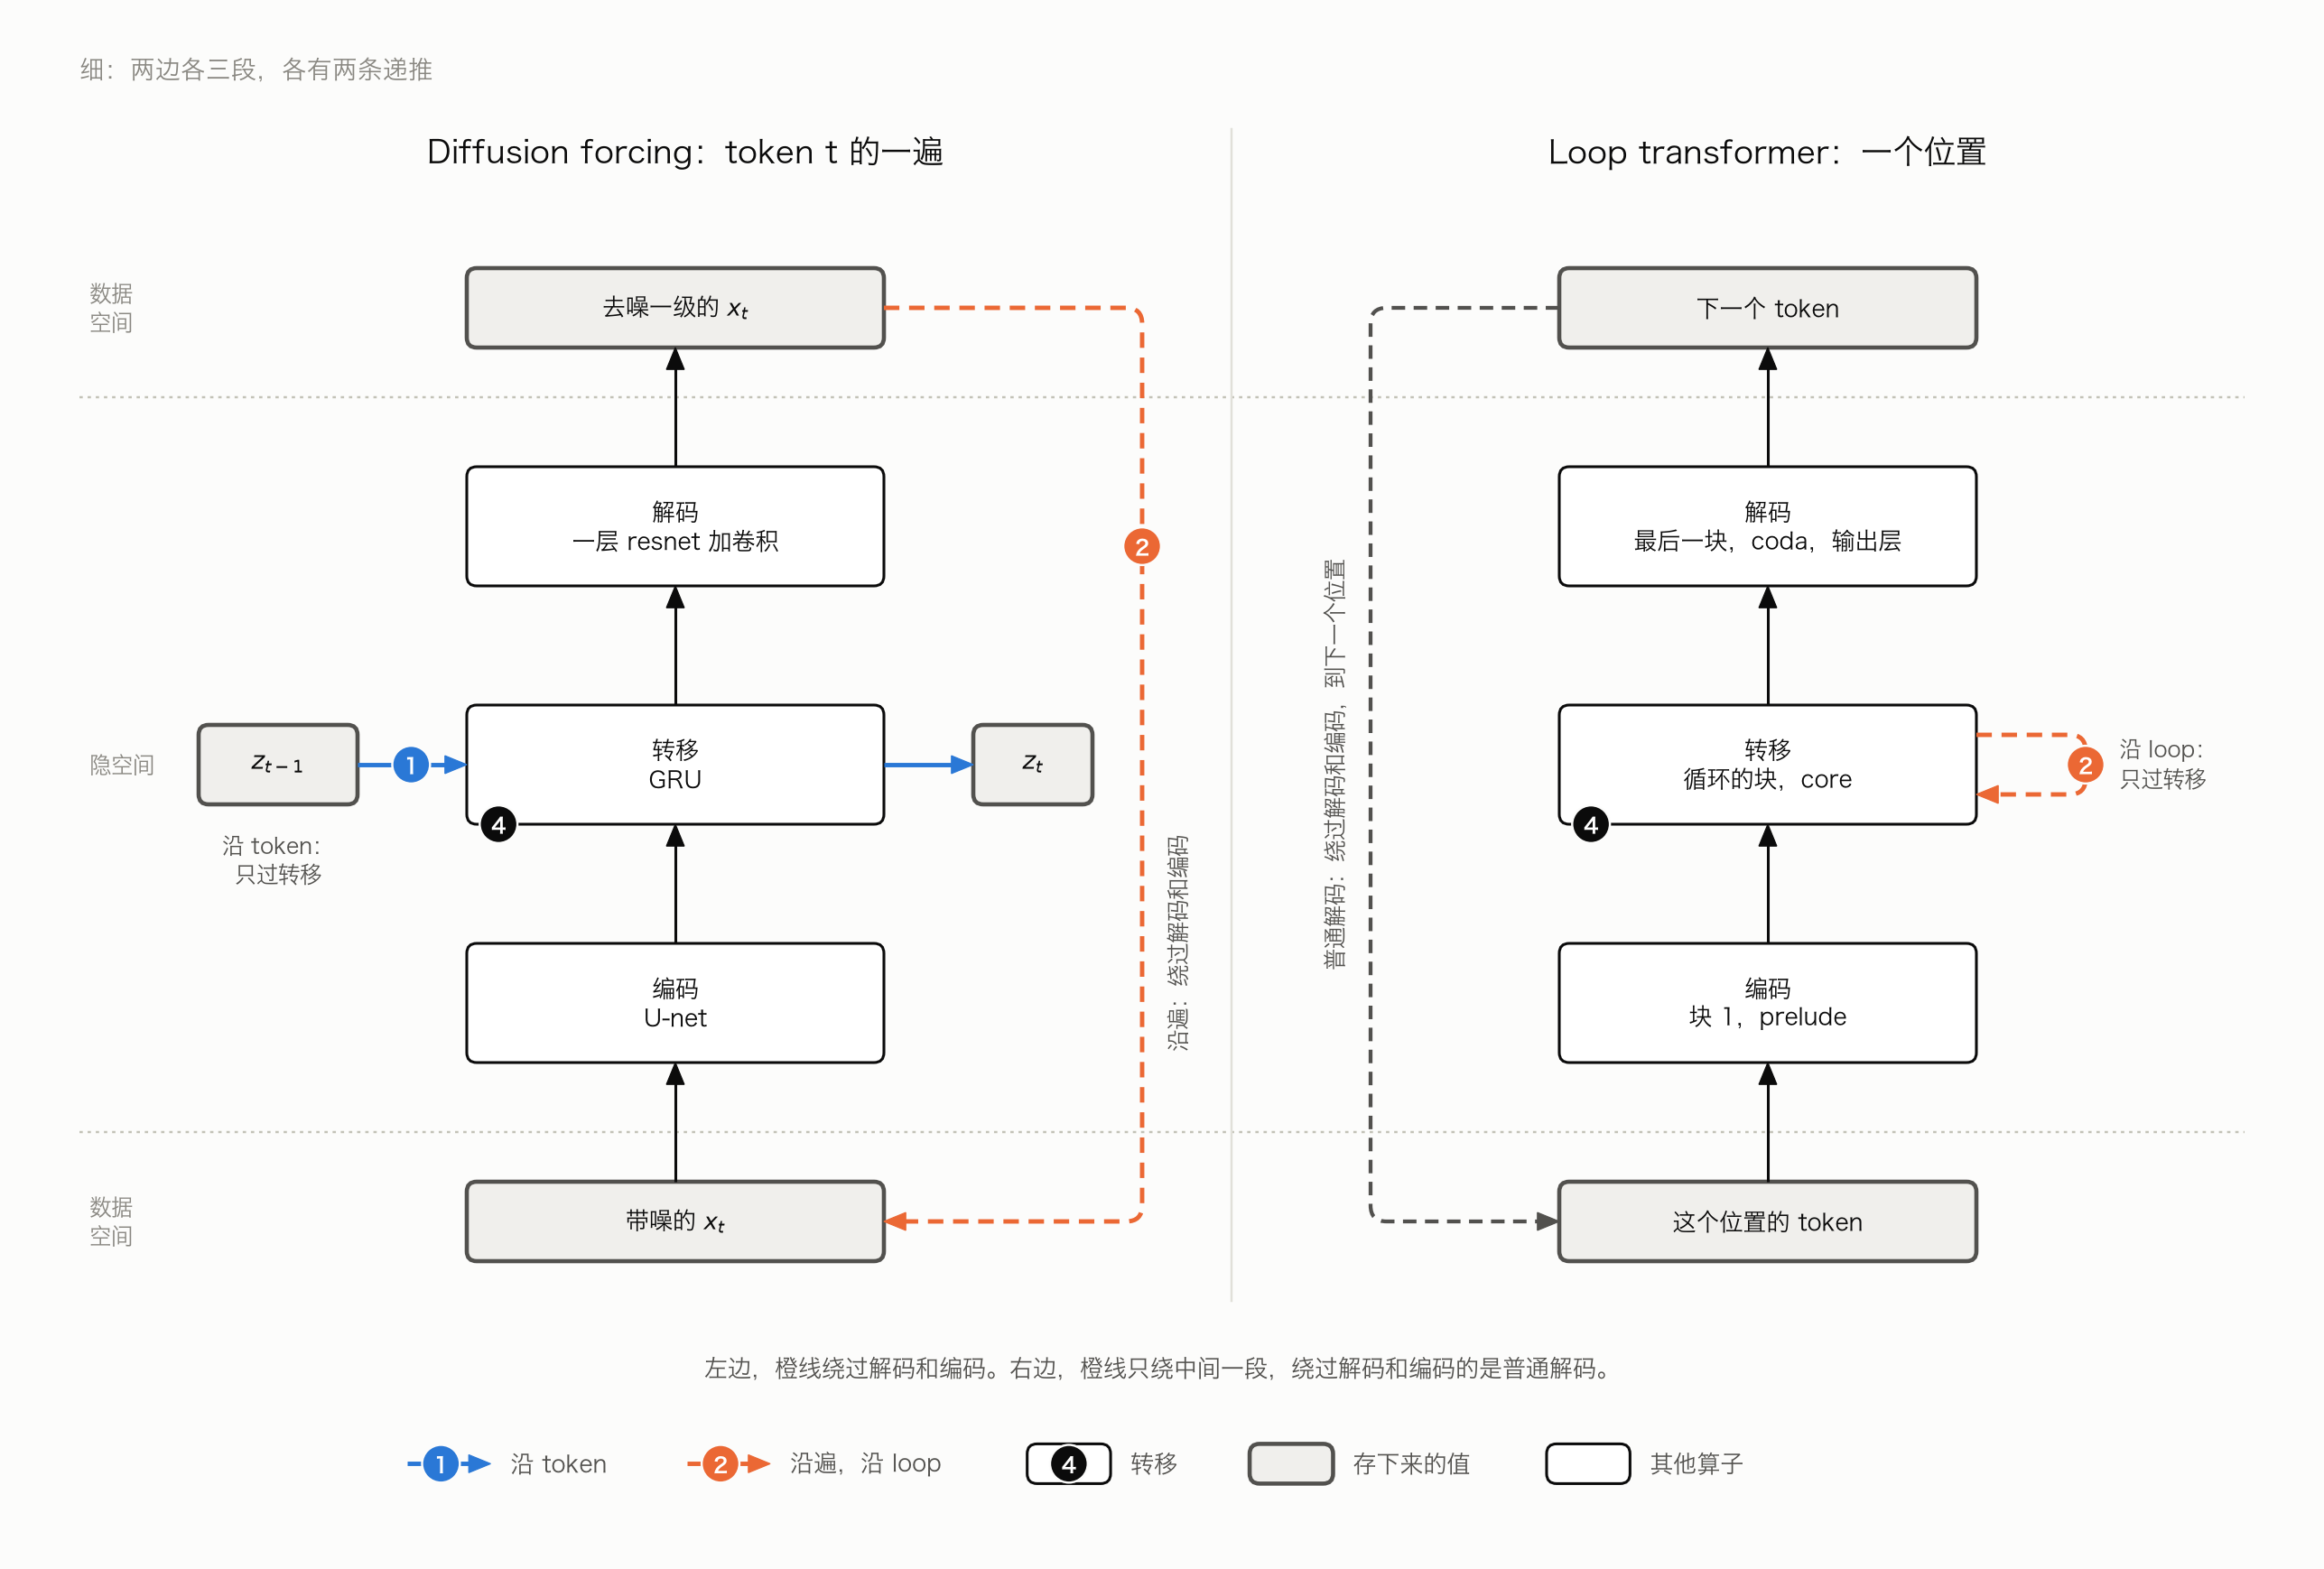 细：两边各三段，各有两条递推
Diffusion forcing：token t 的一遍
Loop transformer：一个位置
数据
空间
去噪一级的 xₜ
下一个 token
解码
一层 resnet 加卷积
2
解码
最后一块，coda，输出层
普通解码：绕过解码和编码，到下一个位置
隐空间
zₜ₋₁
1
转移
GRU
4
zₜ
转移
循环的块，core
4
2
沿 loop：
只过转移
沿 token：
只过转移
沿遍：绕过解码和编码
编码
U-net
编码
块 1，prelude
数据
空间
带噪的 xₜ
这个位置的 token
左边，橙线绕过解码和编码。右边，橙线只绕中间一段，绕过解码和编码的是普通解码。
1 沿 token
2 沿遍，沿 loop
4 转移
存下来的值
其他算子